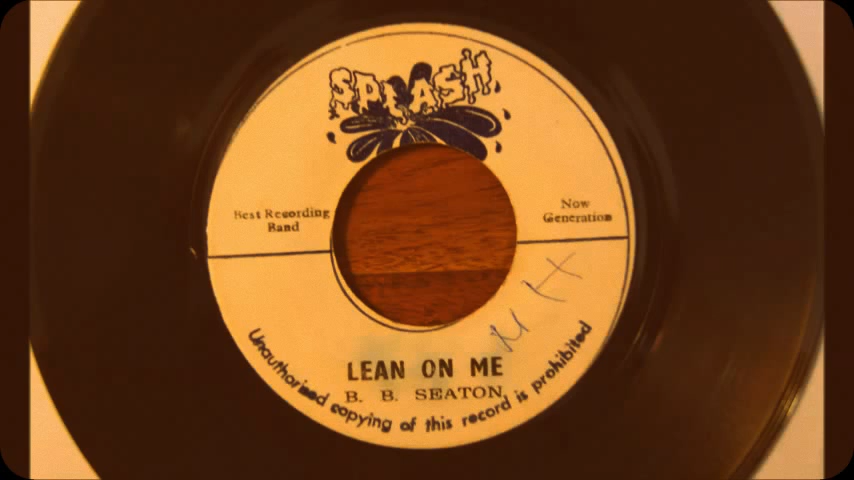 SPLASH
Best Recording
Band
Now
Generation
M H
LEAN ON ME
B. B. SEATON
Unauthorised copying of this record is prohibited